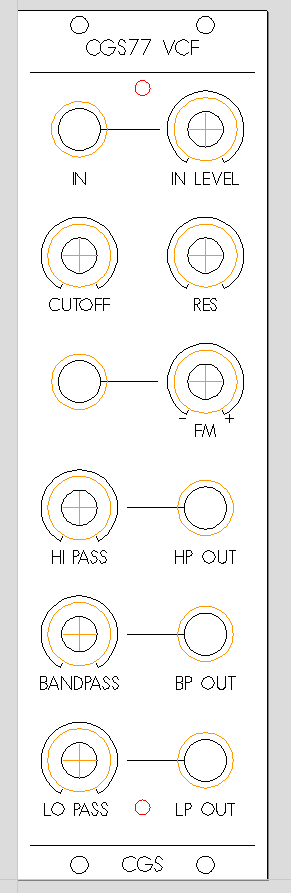 CGS77 VCF
IN IN LEVEL
CUTOFF RES
- +
FM
HI PASS HP OUT
BANDPASS BP OUT
LO PASS LP OUT
CGS